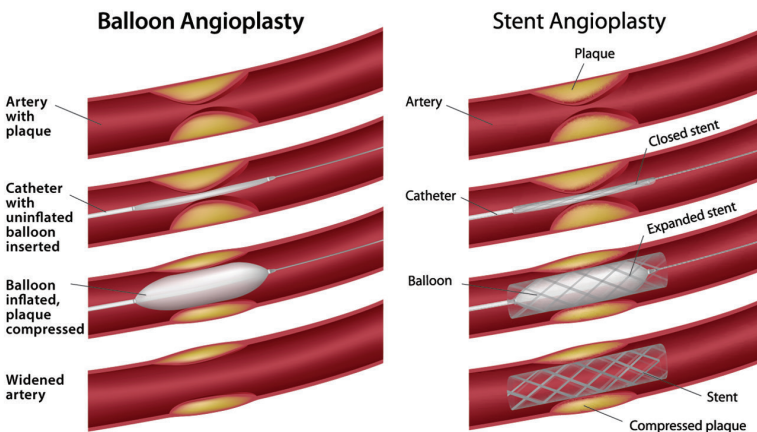 Balloon Angioplasty
Artery
with
plaque
Catheter
with
uninflated
balloon
inserted
Balloon
inflated,
plaque
compressed
Widened
artery
Stent Angioplasty
Plaque
Artery
Closed stent
Catheter
Expanded stent
Balloon
Stent
Compressed plaque